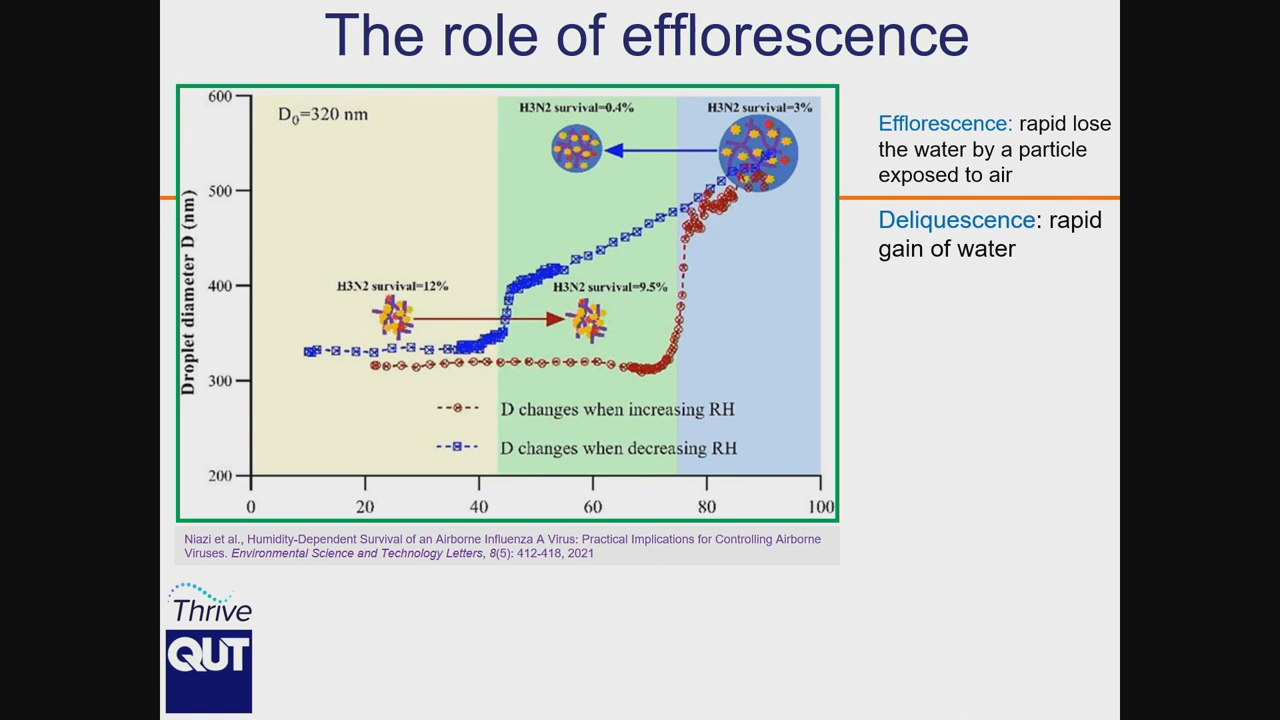 The role of efflorescence
600
500
400
300
200
Droplet diameter D (nm)
D0=320 nm
H3N2 survival=0.4%
H3N2 survival=3%
H3N2 survival=12%
H3N2 survival=9.5%
D changes when increasing RH
D changes when decreasing RH
0 20 40 60 80 100
Efflorescence: rapid lose
the water by a particle
exposed to air
Deliquescence: rapid
gain of water
Niazi et al., Humidity-Dependent Survival of an Airborne Influenza A Virus: Practical Implications for Controlling Airborne
Viruses. Environmental Science and Technology Letters, 8(5): 412-418, 2021
Thrive
QUT